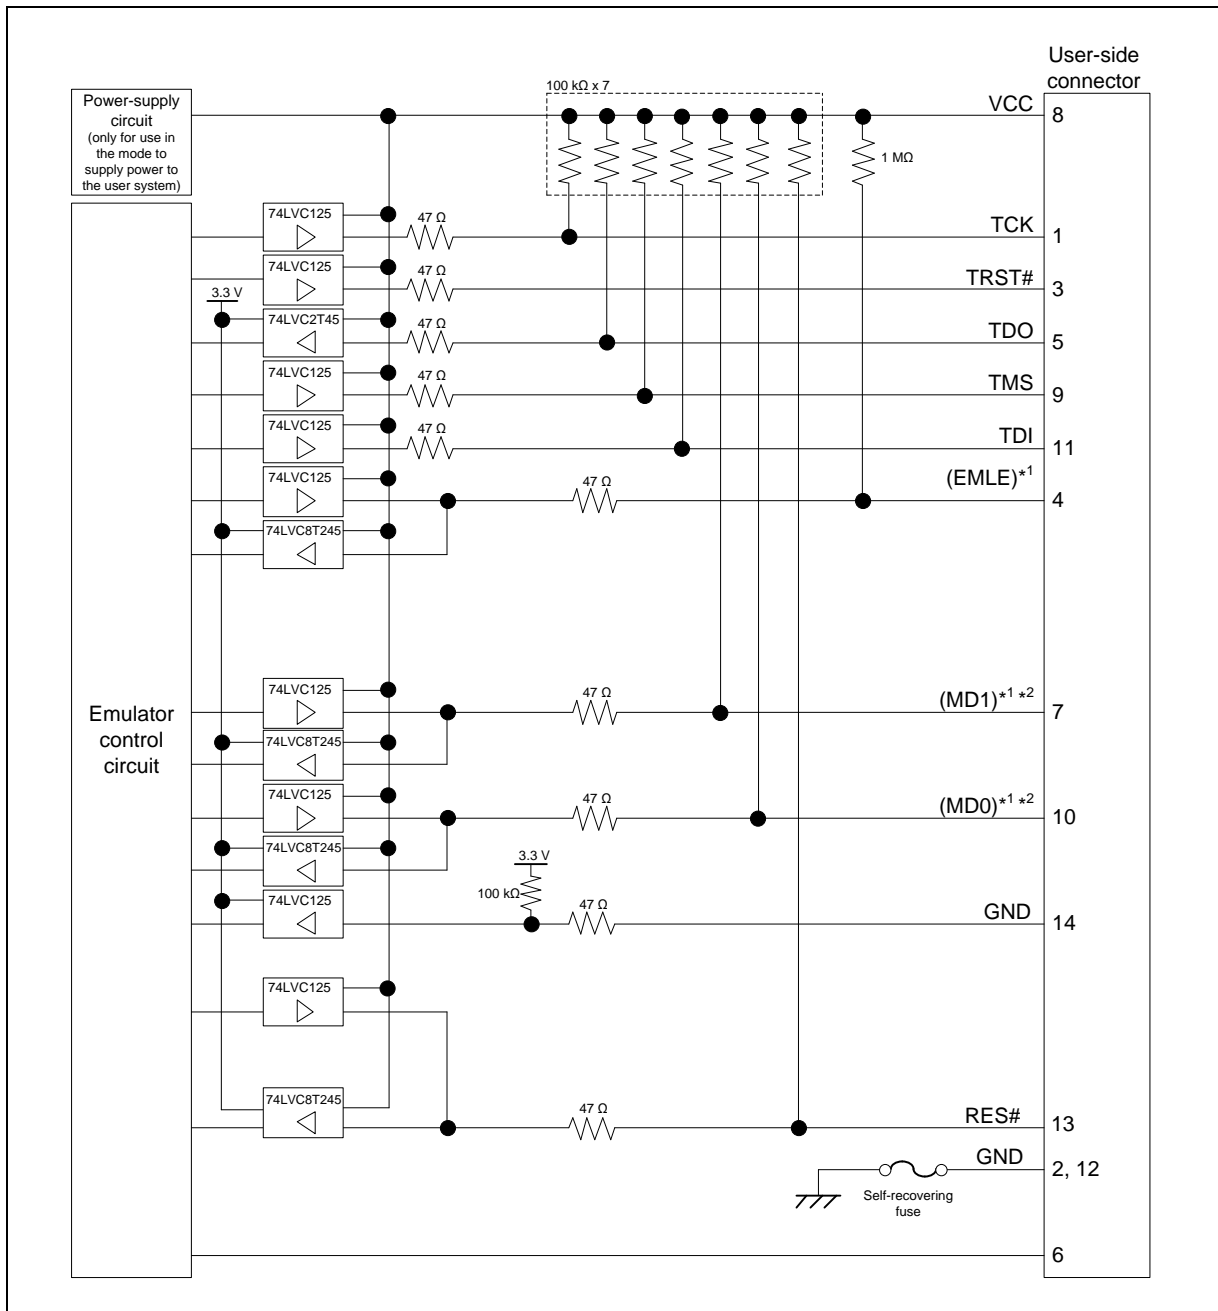 User-side
connector
100 kΩ x 7
Power-supply
circuit
(only for use in
the mode to
supply power to
the user system)
VCC 8
1 MΩ
74LVC125 47 Ω TCK 1
74LVC125 47 Ω TRST# 3
3.3 V
74LVC2T45 47 Ω TDO 5
74LVC125 47 Ω TMS 9
74LVC125 47 Ω TDI 11
74LVC125 47 Ω (EMLE)*1 4
74LVC8T245
Emulator
control
circuit
74LVC125 47 Ω (MD1)*1 *2 7
74LVC8T245
74LVC125 47 Ω (MD0)*1 *2 10
74LVC8T245
3.3 V
100 kΩ
74LVC125 47 Ω GND 14
74LVC125
74LVC8T245 47 Ω RES# 13
GND 2, 12
Self-recovering
fuse
6